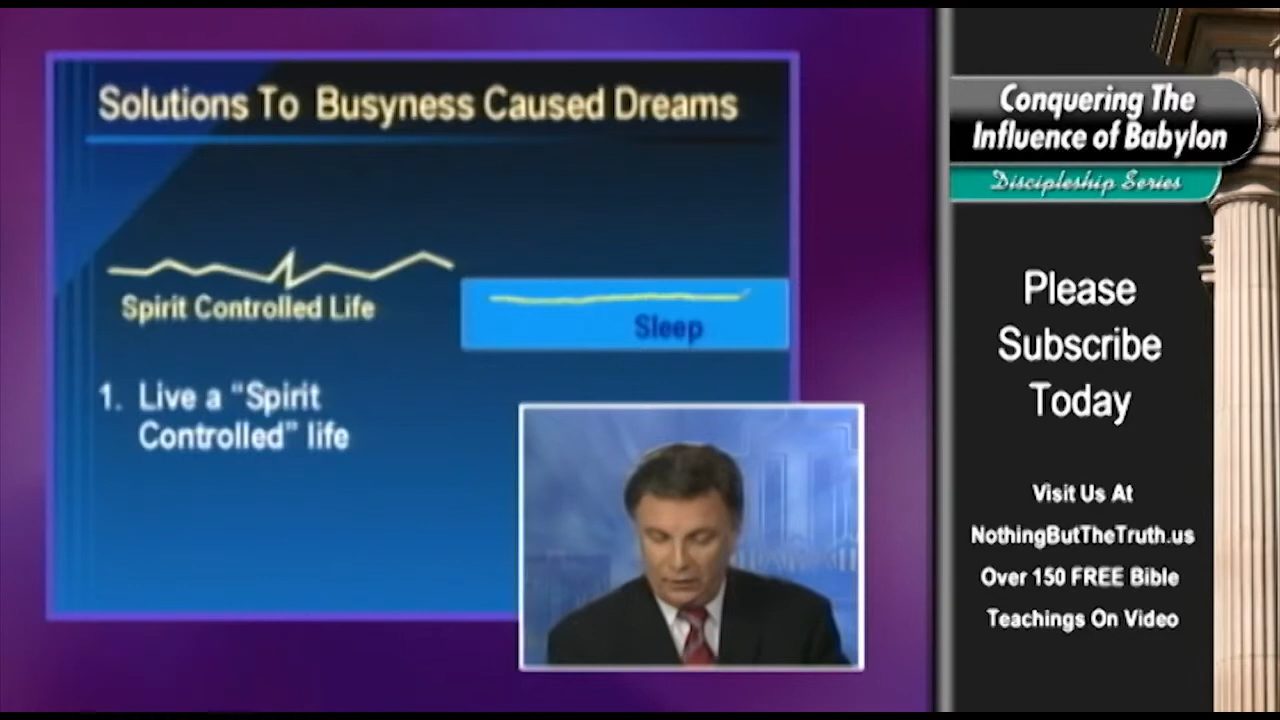 Solutions To Busyness Caused Dreams
Spirit Controlled Life
Sleep
1. Live a "Spirit
Controlled" life
Conquering The
Influence of Babylon
Discipleship Series
Please
Subscribe
Today
Visit Us At
NothingButTheTruth.us
Over 150 FREE Bible
Teachings On Video